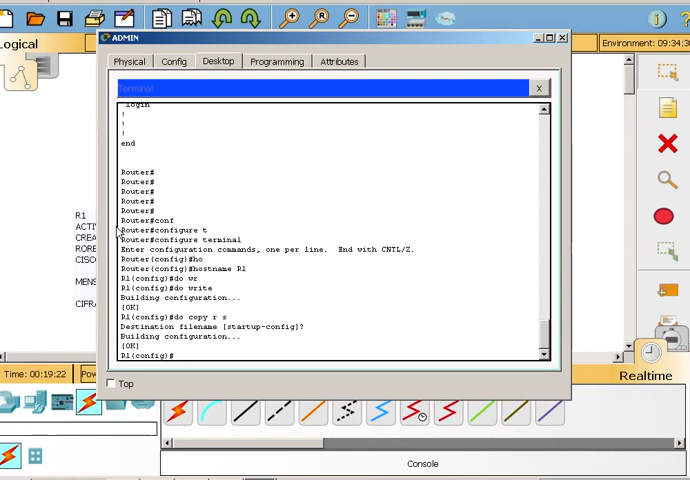 Logical
Environment: 09:34:3
ADMIN
Physical
Config
Desktop
Programming
Attributes
Terminal
X
login
!
!
!
end
Router#
Router#
Router#
Router#
Router#
Router#conf
Router#configure t
Router#configure terminal
Enter configuration commands, one per line.  End with CNTL/Z.
Router(config)#ho
Router(config)#hostname R1
R1(config)#do wr
R1(config)#do write
Building configuration...
[OK]
R1(config)#do copy r s
Destination filename [startup-config]?
Building configuration...
[OK]
R1(config)#
R1
ACTI
CREA
RORE
CISC
MENS
CIFRA
Top
Time: 00:19:22
Pow
Realtime
Console